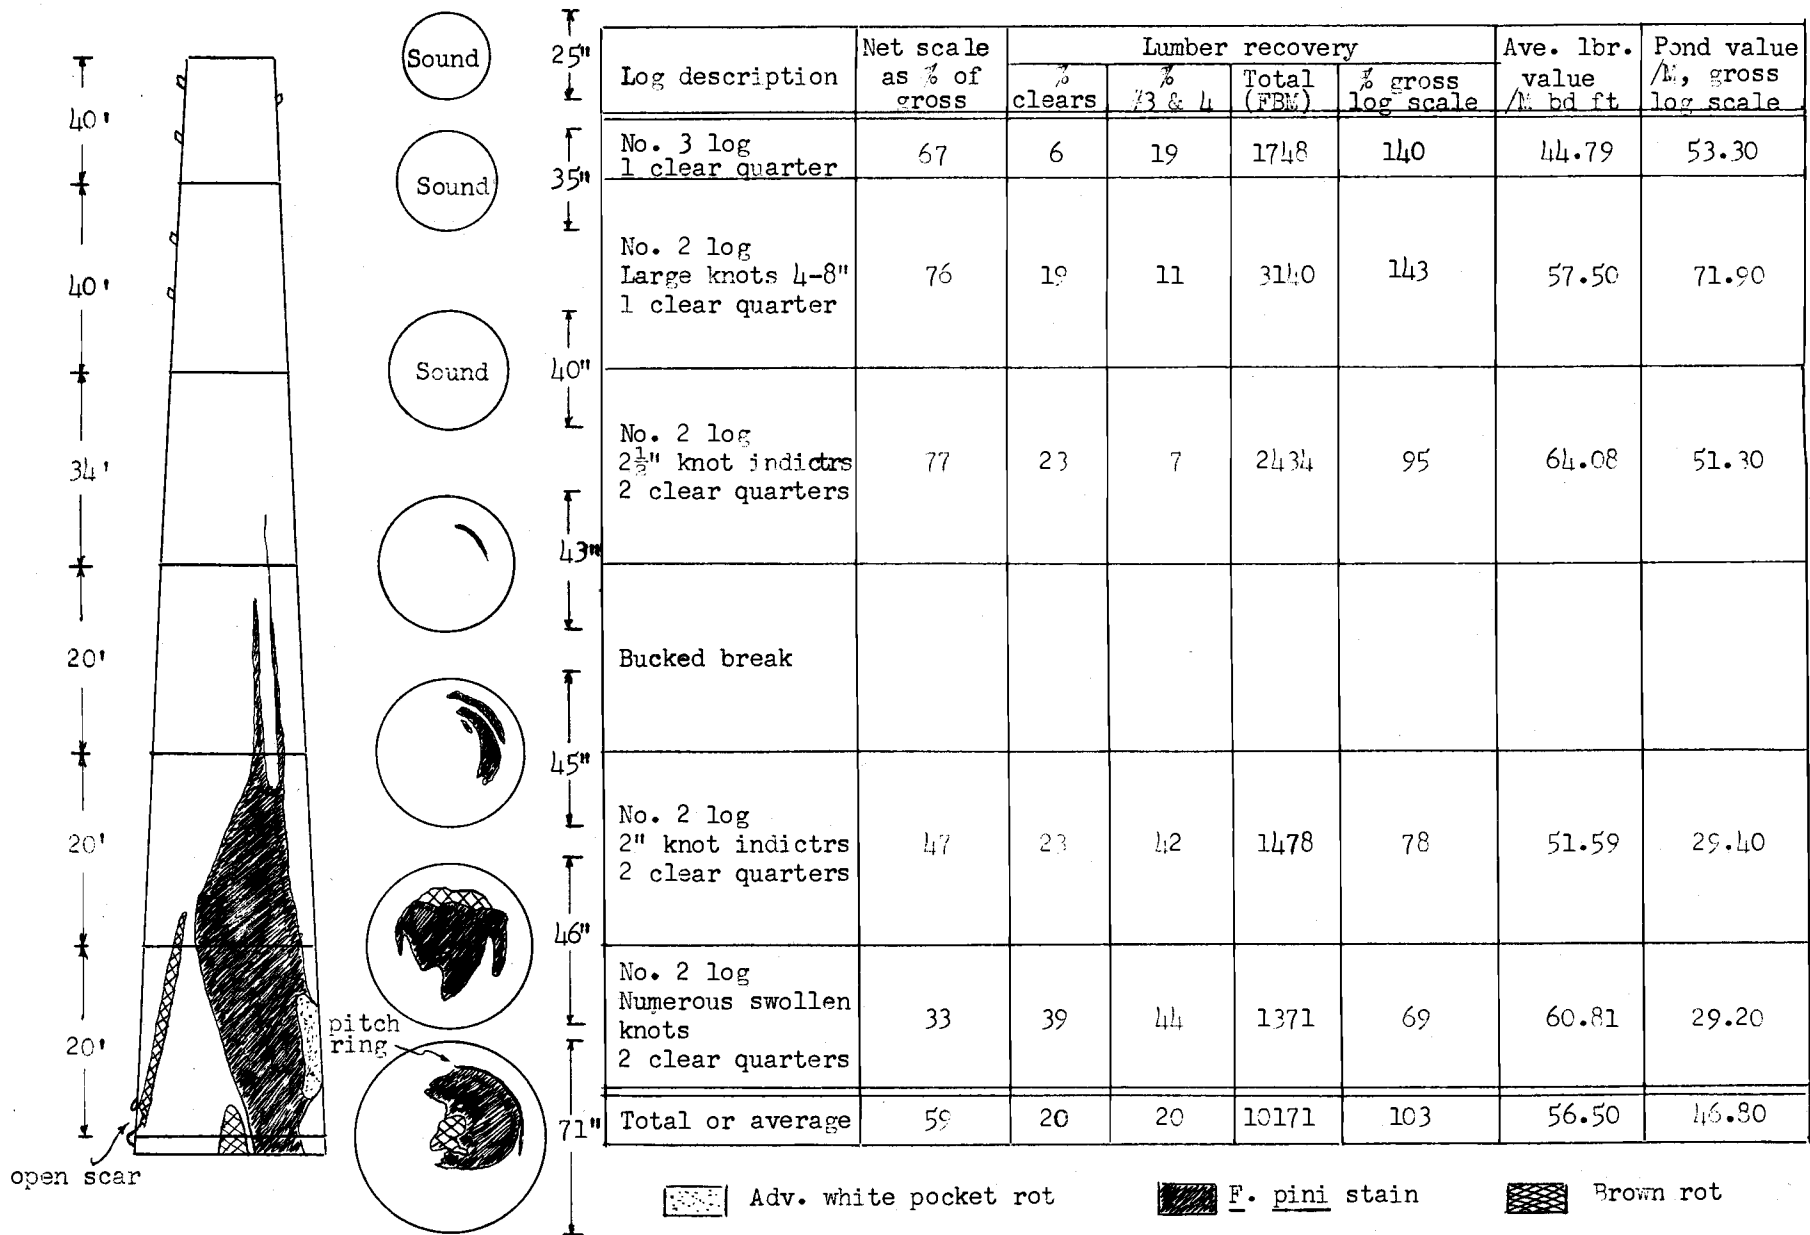 Log description
Net scale
as % of
gross
Lumber recovery
%
clears
%
#3 & 4
Total
(FBM)
% gross
log scale
Ave. lbr.
value
/M bd ft
Pond value
/M, gross
log scale
40'
Sound
25"
No. 3 log
1 clear quarter
67 6 19 1748 140 44.79 53.30
40'
Sound
35"
No. 2 log
Large knots 4-8"
1 clear quarter
76 19 11 3140 143 57.50 71.90
34'
Sound
40"
No. 2 log
2½" knot indictrs
2 clear quarters
77 23 7 2434 95 64.08 51.30
20'
43"
Bucked break
20'
45"
No. 2 log
2" knot indictrs
2 clear quarters
47 23 42 1478 78 51.59 29.40
20'
46"
No. 2 log
Numerous swollen
knots
2 clear quarters
33 39 44 1371 69 60.81 29.20
pitch
ring
71"
Total or average 59 20 20 10171 103 56.50 46.80
open scar
Adv. white pocket rot
F. pini stain
Brown rot